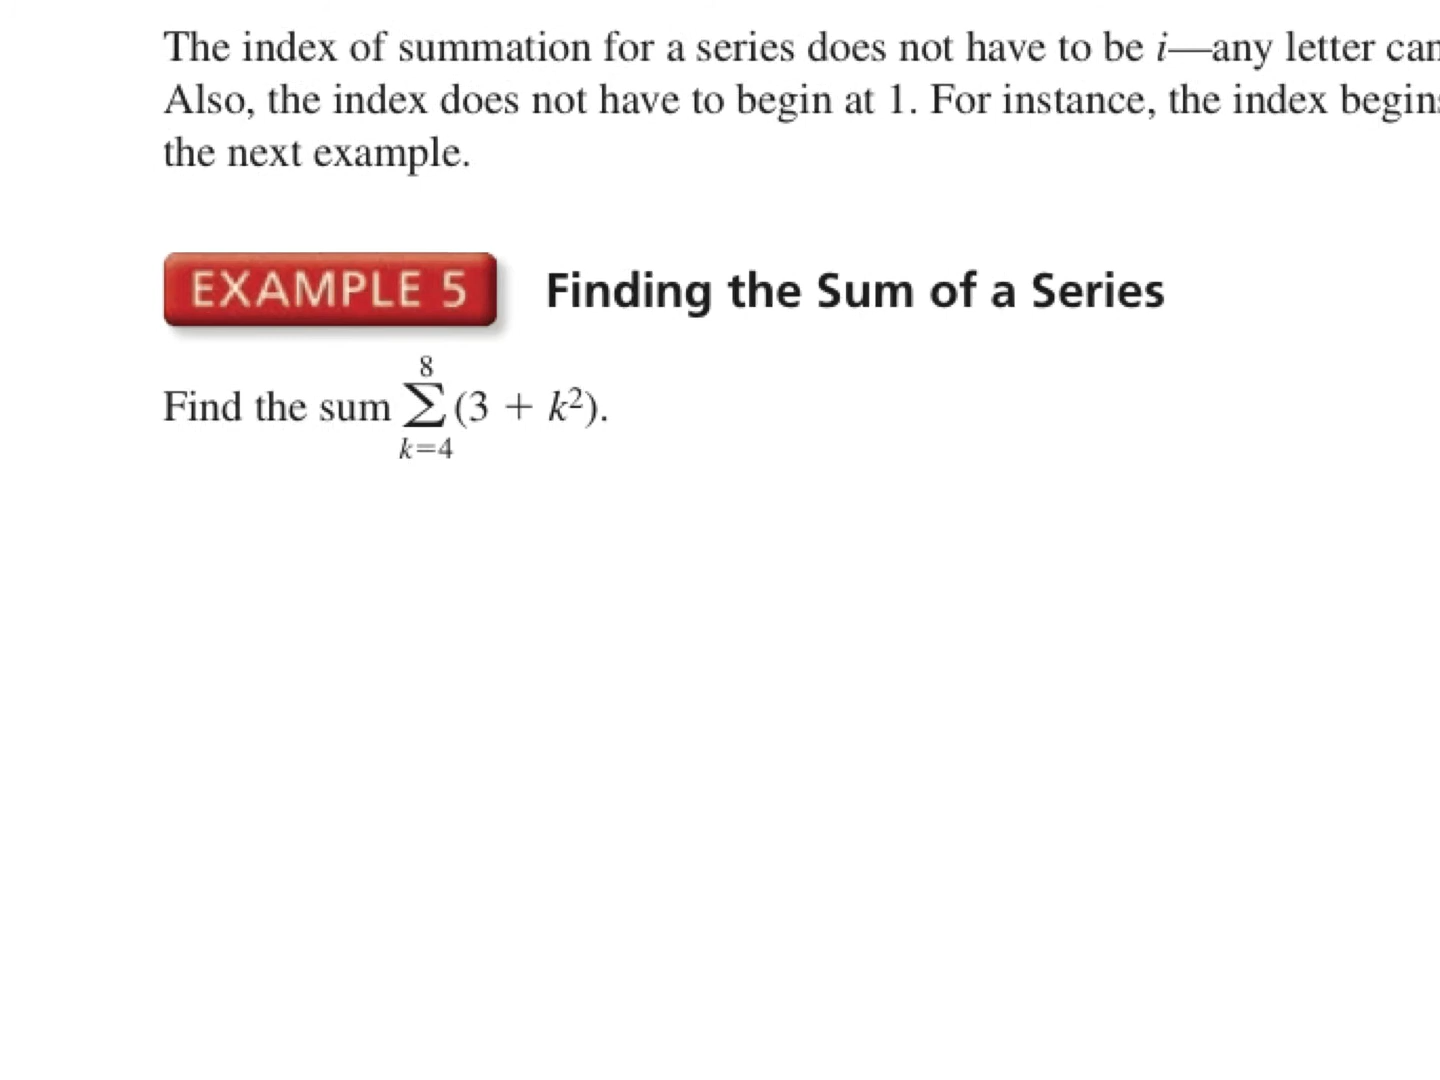 The index of summation for a series does not have to be i—any letter can
Also, the index does not have to begin at 1. For instance, the index begins
the next example.
EXAMPLE 5 Finding the Sum of a Series
8
Find the sum ∑(3 + k²).
k=4